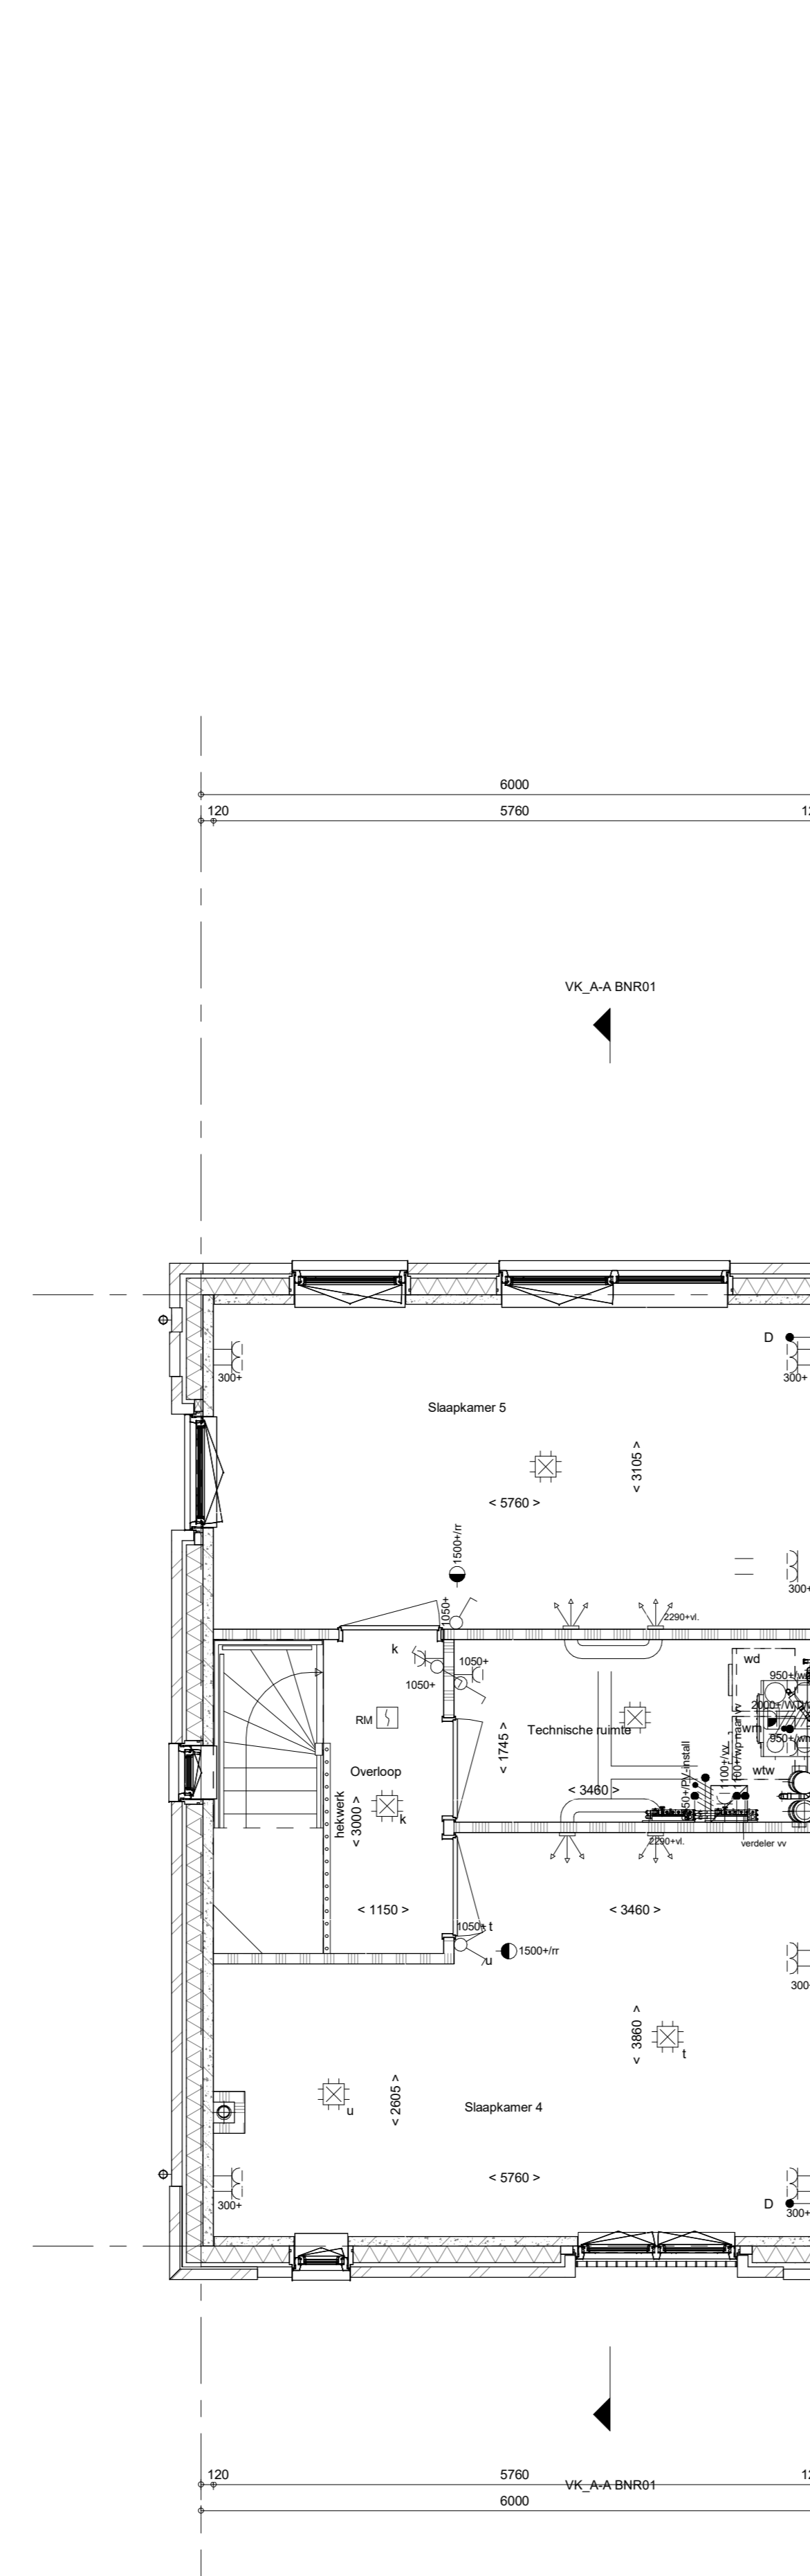 6000
120
5760
VK_A-A BNR01
D
300+
300+
Slaapkamer 5
< 3105 >
< 5760 >
1500+/rr
1050+
2290+vl.
k
1050+
1050+
wd
RM
Technische ruimte
wm
< 1745 >
Overloop
wtw
< 3460 >
hekwerk
< 3000 >
k
100+/vv
2290+vl.
verdeler vv
< 1150 >
< 3460 >
1050+
t
u
1500+/rr
< 3860 >
t
u
< 2605 >
Slaapkamer 4
< 5760 >
300+
D
300+
120
5760
VK_A-A BNR01
6000